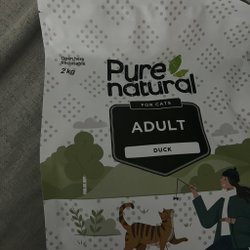 2 kg
Pure
natural
FOR CATS
ADULT
DUCK